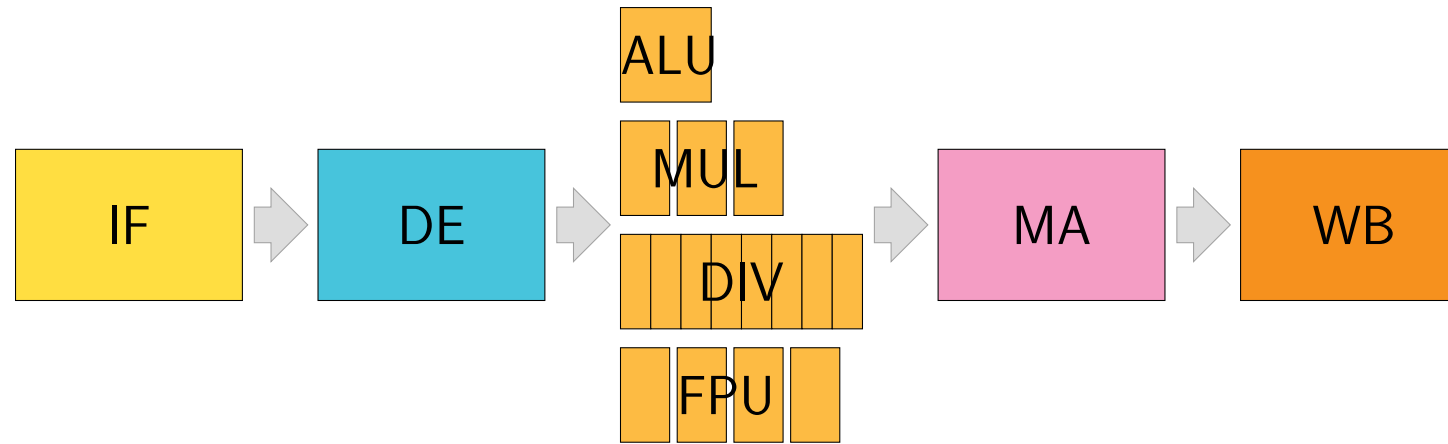 IF
DE
ALU
MUL
DIV
FPU
MA
WB